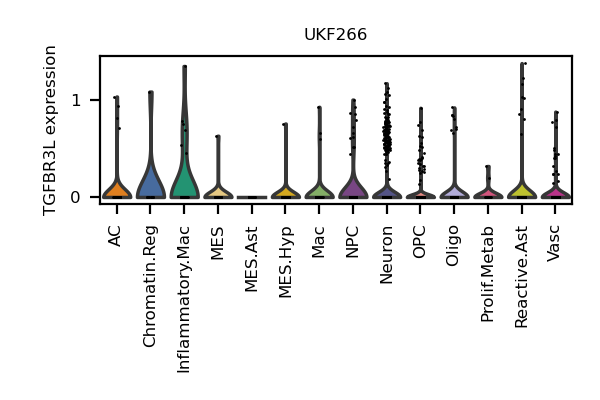 UKF266
TGFBR3L expression
1
0
AC
Chromatin.Reg
Inflammatory.Mac
MES
MES.Ast
MES.Hyp
Mac
NPC
Neuron
OPC
Oligo
Prolif.Metab
Reactive.Ast
Vasc